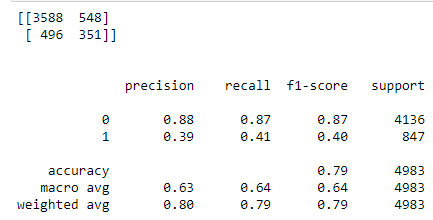 [[3588 548]
[ 496 351]]
precision recall f1-score support
0 0.88 0.87 0.87 4136
1 0.39 0.41 0.40 847
accuracy 0.79 4983
macro avg 0.63 0.64 0.64 4983
weighted avg 0.80 0.79 0.79 4983